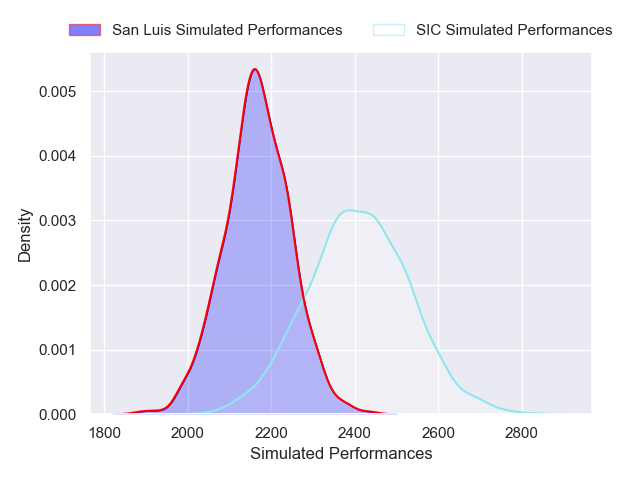 San Luis Simulated Performances
SIC Simulated Performances
Density
0.005
0.004
0.003
0.002
0.001
0.000
1800 2000 2200 2400 2600 2800
Simulated Performances